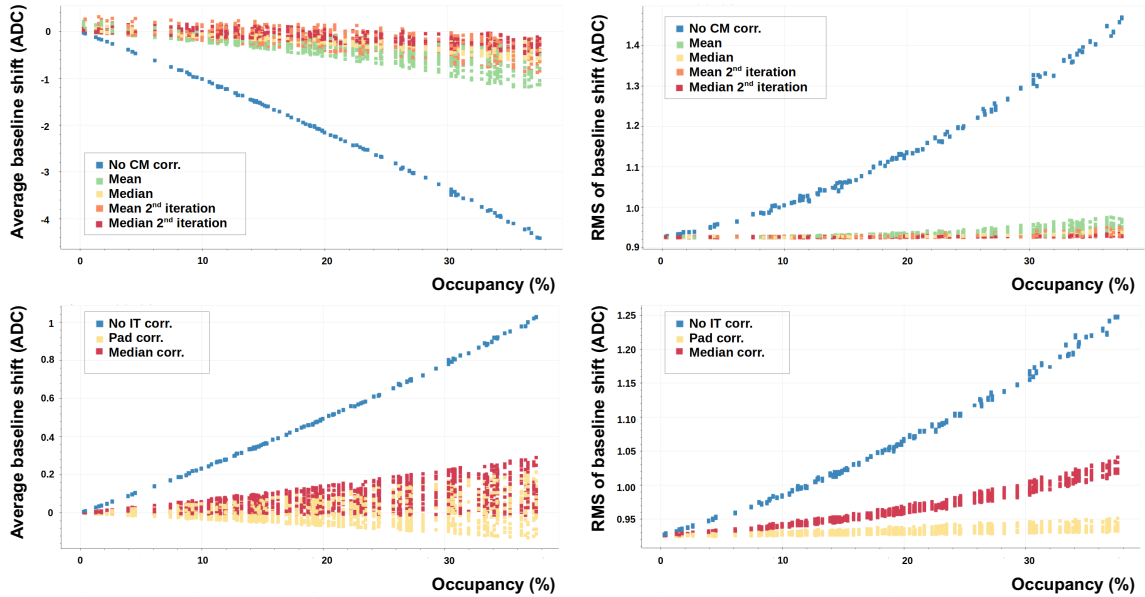 Average baseline shift (ADC)
0
-1
-2
-3
-4
No CM corr.
Mean
Median
Mean 2nd iteration
Median 2nd iteration
0 10 20 30
Occupancy (%)
RMS of baseline shift (ADC)
1.4
1.3
1.2
1.1
1.0
0.9
No CM corr.
Mean
Median
Mean 2nd iteration
Median 2nd iteration
0 10 20 30
Occupancy (%)
Average baseline shift (ADC)
1
0.8
0.6
0.4
0.2
0
No IT corr.
Pad corr.
Median corr.
0 10 20 30
Occupancy (%)
RMS of baseline shift (ADC)
1.25
1.20
1.15
1.10
1.05
1.00
0.95
No IT corr.
Pad corr.
Median corr.
0 10 20 30
Occupancy (%)